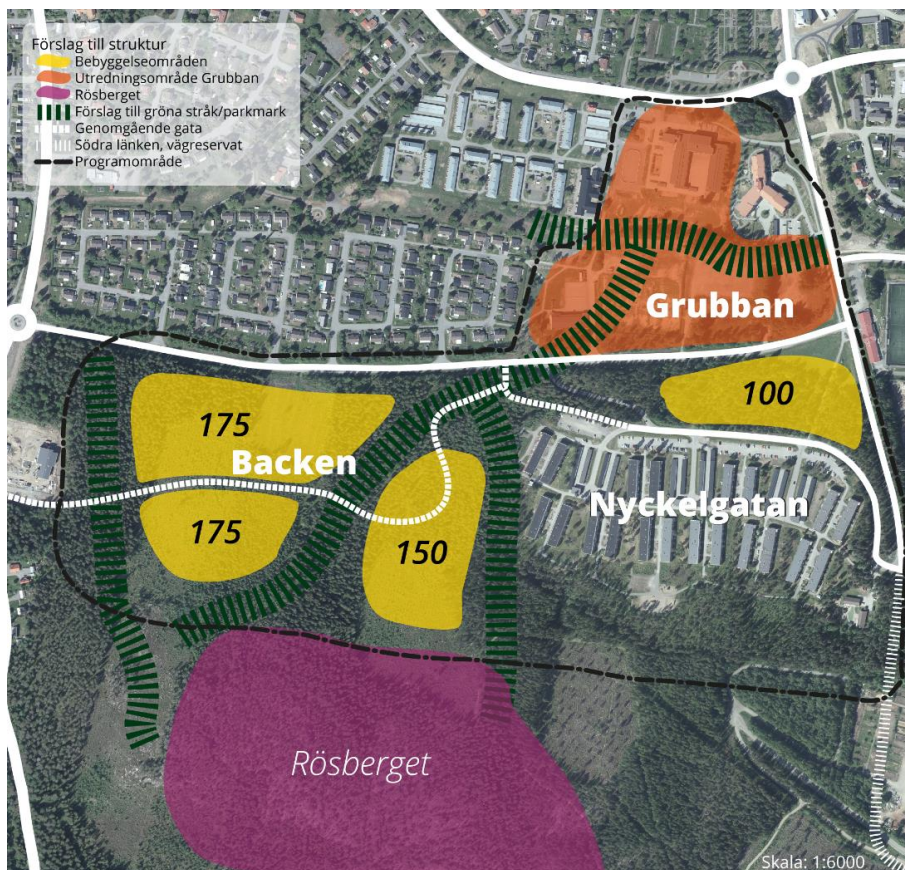 Förslag till struktur
Bebyggelseområden
Utredningsområde Grubban
Rösberget
Förslag till gröna stråk/parkmark
Genomgående gata
Södra länken, vägreservat
Programområde
Grubban
100
175
Backen
Nyckelgatan
175
150
Rösberget
Skala: 1:6000